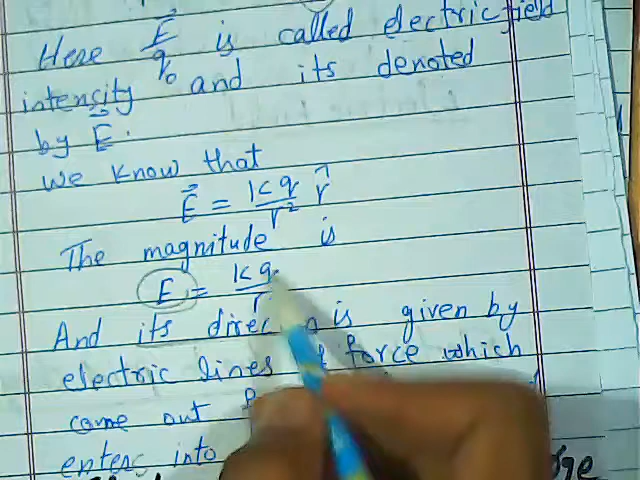 Here E⃗/q₀ is called electric field
intensity and its denoted
by E⃗.
We know that
E⃗ = Kq/r² r̂
The magnitude is
E = Kq/r
And its direc is given by
electric lines f force which
came out
enters into